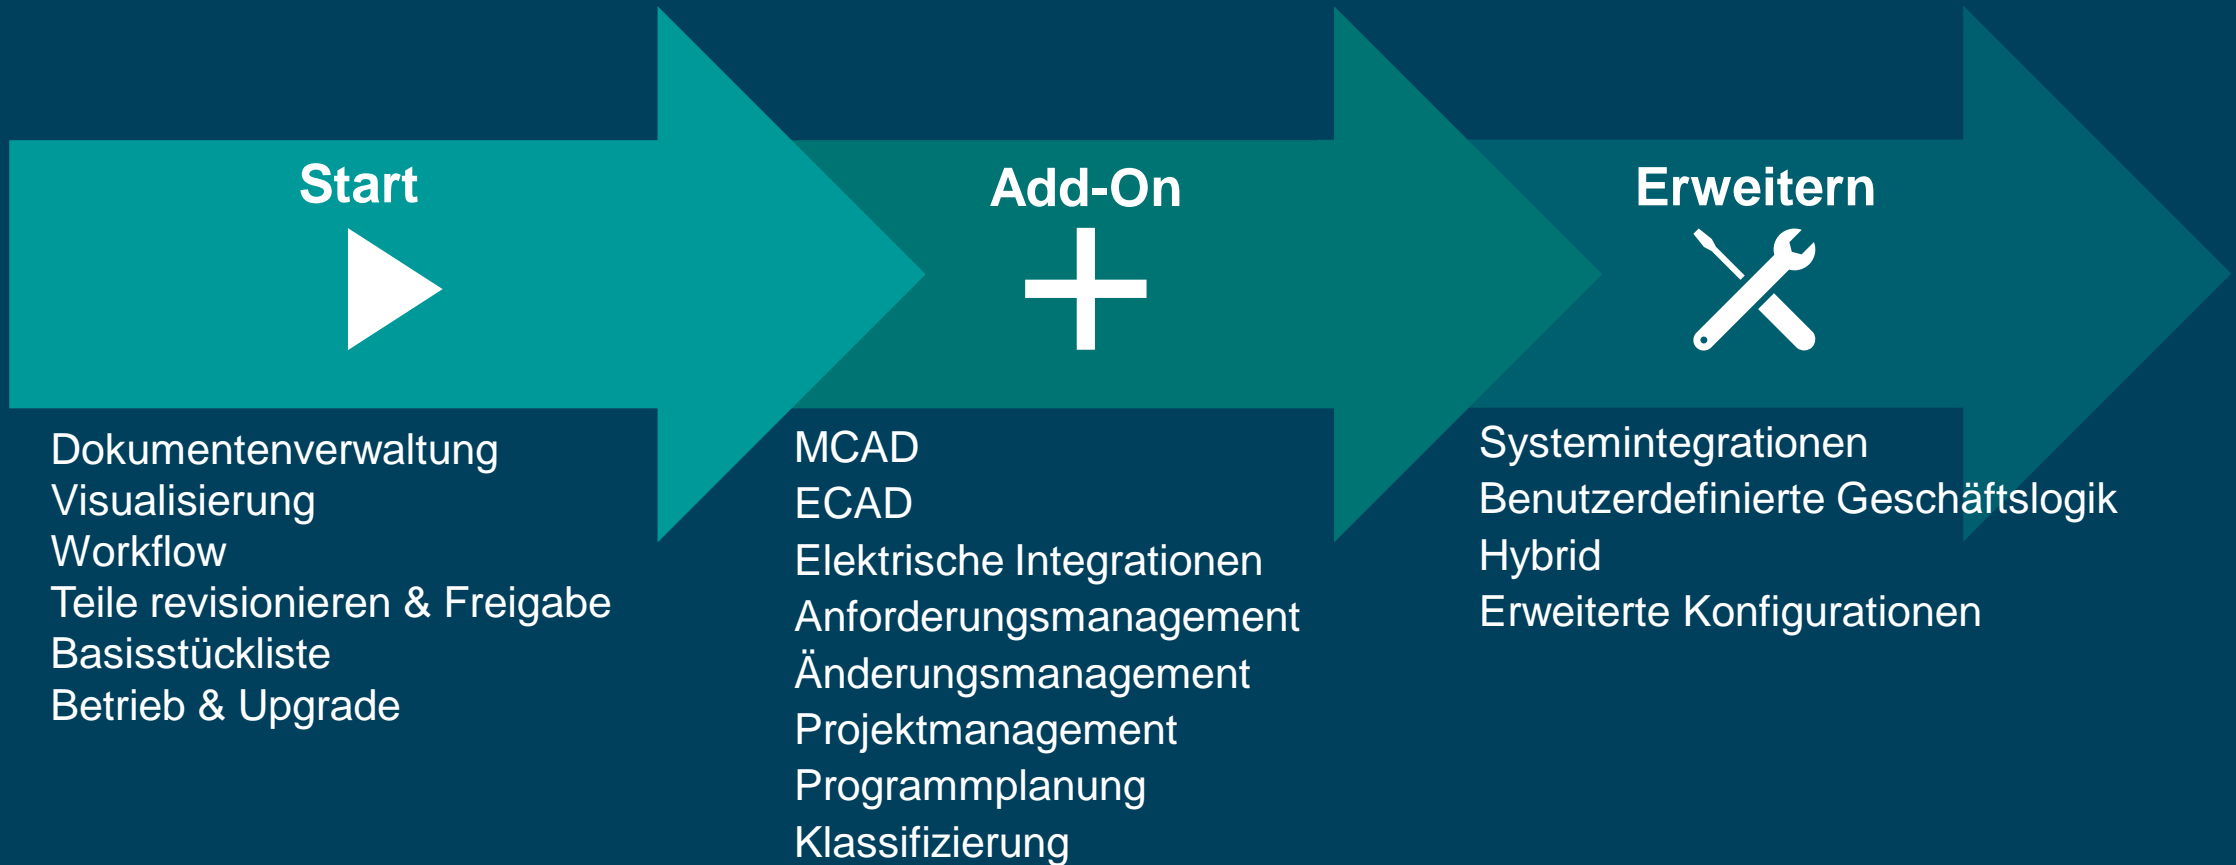 Start
Dokumentenverwaltung
Visualisierung
Workflow
Teile revisionieren & Freigabe
Basisstückliste
Betrieb & Upgrade
Add-On
MCAD
ECAD
Elektrische Integrationen
Anforderungsmanagement
Änderungsmanagement
Projektmanagement
Programmplanung
Klassifizierung
Erweitern
Systemintegrationen
Benutzerdefinierte Geschäftslogik
Hybrid
Erweiterte Konfigurationen